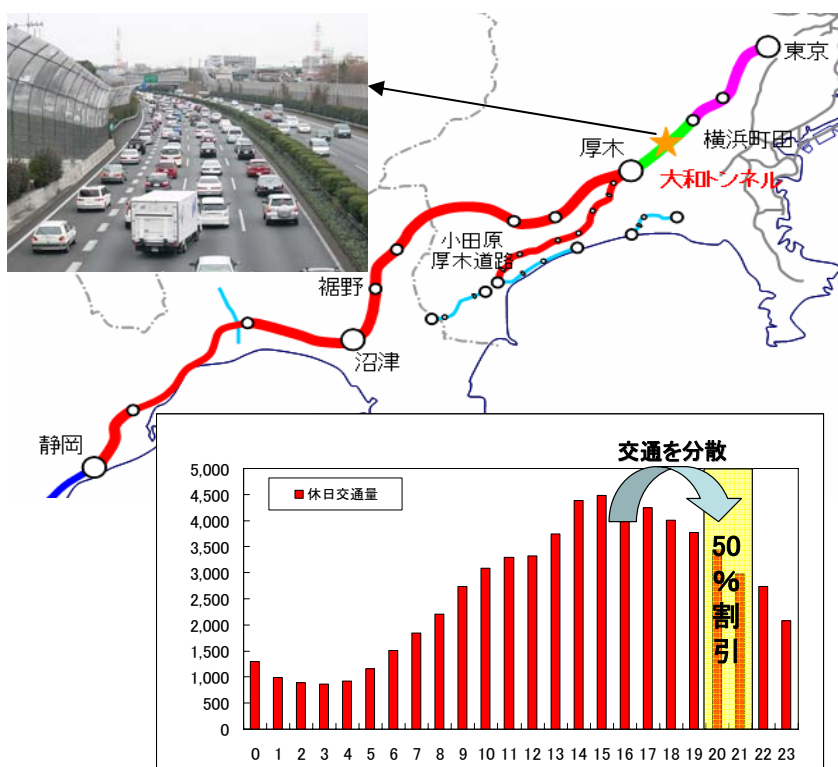 東京
横浜町田
厚木
大和トンネル
小田原
厚木道路
裾野
沼津
静岡
交通を分散
休日交通量
50
%
割
引
5,000
4,500
4,000
3,500
3,000
2,500
2,000
1,500
1,000
500
0
0 1 2 3 4 5 6 7 8 9 10 11 12 13 14 15 16 17 18 19 20 21 22 23